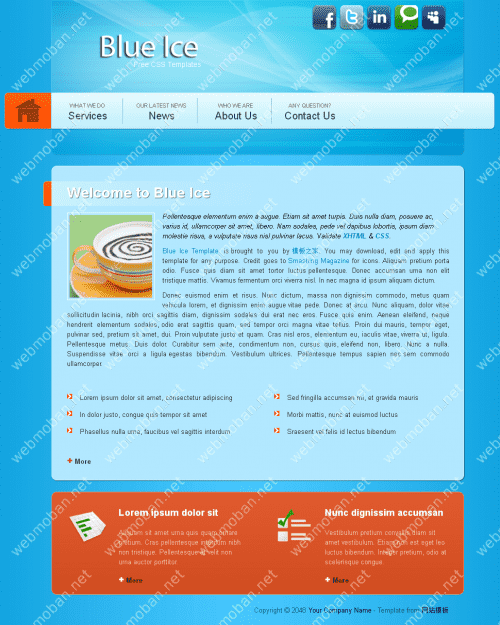 Blue Ice
Free CSS Templates
WHAT WE DO
Services
OUR LATEST NEWS
News
WHO WE ARE
About Us
ANY QUESTION?
Contact Us
Welcome to Blue Ice
Pellentesque elementum enim a augue. Etiam sit amet turpis. Duis nulla diam, posuere ac,
varius id, ullamcorper sit amet, libero. Nam sodales, pede vel dapibus lobortis, ipsum diam
molestie risus, a vulputate risus nisl pulvinar lacus. Validate XHTML & CSS.
Blue Ice Template is brought to you by 模板之家. You may download, edit and apply this
template for any purpose. Credit goes to Smashing Magazine for icons. Aliquam pretium porta
odio. Fusce quis diam sit amet tortor luctus pellentesque. Donec accumsan urna non elit
tristique mattis. Vivamus fermentum orci viverra nisl. In nec magna id ipsum aliquam dictum.
Donec euismod enim et risus. Nunc dictum, massa non dignissim commodo, metus quam
vehicula lorem, et dignissim enim augue vitae pede. Donec at arcu. Nunc aliquam, dolor vitae
sollicitudin lacinia, nibh orci sagittis diam, dignissim sodales dui erat nec eros. Fusce quis enim. Aenean eleifend, neque
hendrerit elementum sodales, odio erat sagittis quam, sed tempor orci magna vitae tellus. Proin dui mauris, tempor eget,
pulvinar sed, pretium sit amet, dui. Proin vulputate justo et quam. Cras nisl eros, elementum eu, iaculis vitae, viverra ut, ligula.
Pellentesque metus. Duis dolor. Curabitur sem ante, condimentum non, cursus quis, eleifend non, libero. Nunc a nulla.
Suspendisse vitae orci a ligula egestas bibendum. Vestibulum ultrices. Pellentesque tempus sapien non sem commodo
ullamcorper.
Lorem ipsum dolor sit amet, consectetur adipiscing
Sed fringilla accumsan mi, et gravida mauris
In dolor justo, congue quis tempor sit amet
Morbi mattis, nunc at euismod luctus
Phasellus nulla urna, faucibus vel sagittis interdum
Sraesent vel felis id lectus bibendum
More
Lorem ipsum dolor sit
Nullam sit amet urna quis quam ornare
pretium. Cras pellentesque interdum nibh
non tristique. Pellentesque velit non
urna auctor porttitor.
More
Nunc dignissim accumsan
Vestibulum pretium convallis diam sit
amet vestibulum. Etiam non est eget leo
luctus bibendum. Integer pretium, odio at
scelerisque congue.
More
Copyright © 2048 Your Company Name - Template from 网站模板
webmoban.net